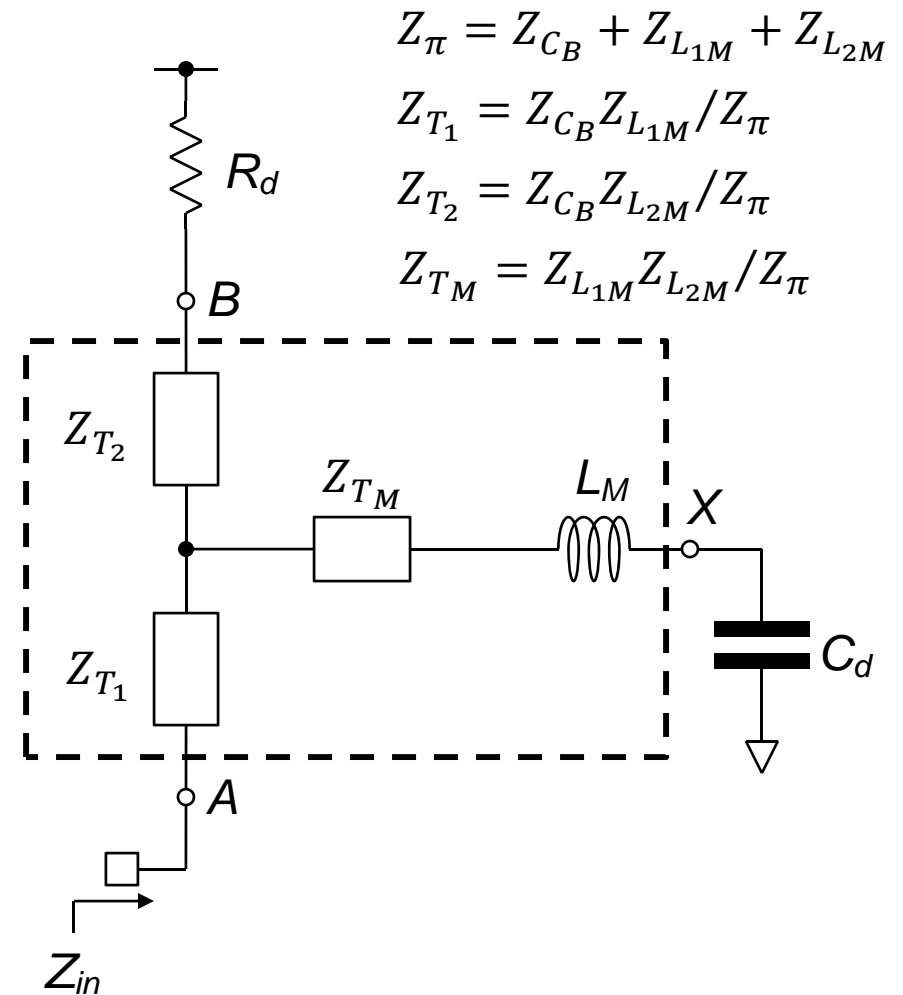 Z_π = Z_{C_B} + Z_{L_{1M}} + Z_{L_{2M}}
Z_{T_1} = Z_{C_B} Z_{L_{1M}} / Z_π
R_d
Z_{T_2} = Z_{C_B} Z_{L_{2M}} / Z_π
Z_{T_M} = Z_{L_{1M}} Z_{L_{2M}} / Z_π
B
Z_{T_2}
Z_{T_M}
L_M
X
Z_{T_1}
C_d
A
Z_{in}